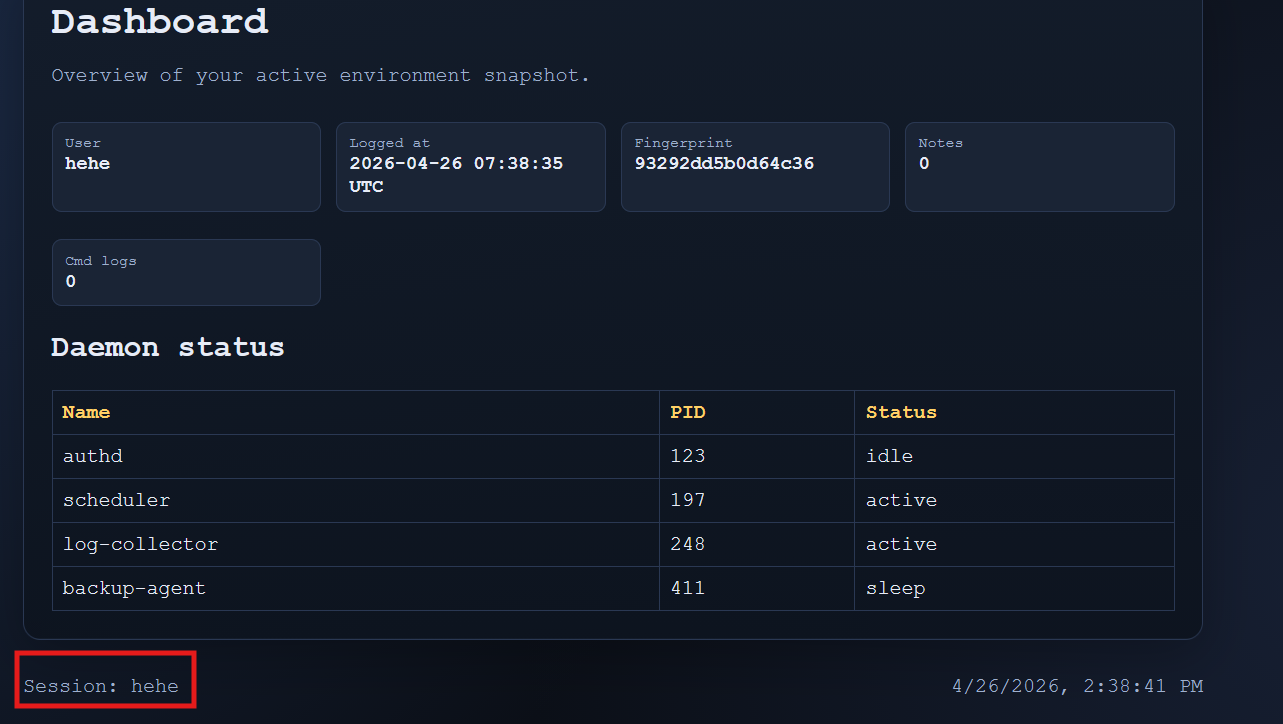 Dashboard
Overview of your active environment snapshot.
User
hehe
Logged at
2026-04-26 07:38:35
UTC
Fingerprint
93292dd5b0d64c36
Notes
0
Cmd logs
0
Daemon status
Name PID Status
authd 123 idle
scheduler 197 active
log-collector 248 active
backup-agent 411 sleep
Session: hehe 4/26/2026, 2:38:41 PM